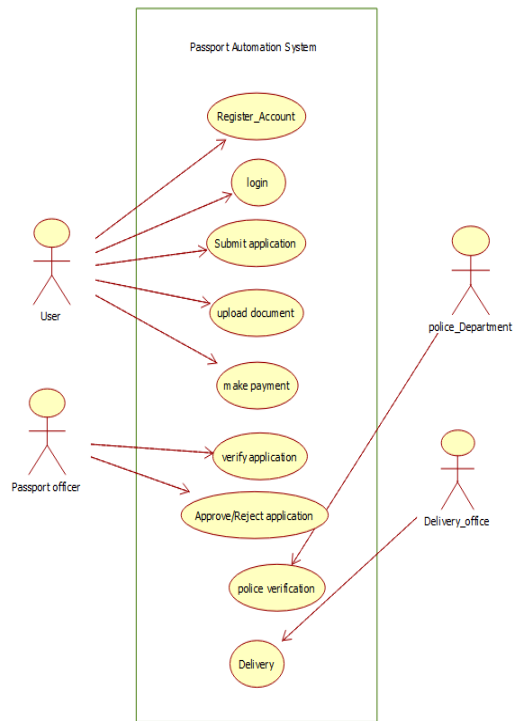 Passport Automation System
Register_Account
login
Submit application
User
upload document
police_Department
make payment
verify application
Passport officer
Approve/Reject application
Delivery_office
police verification
Delivery